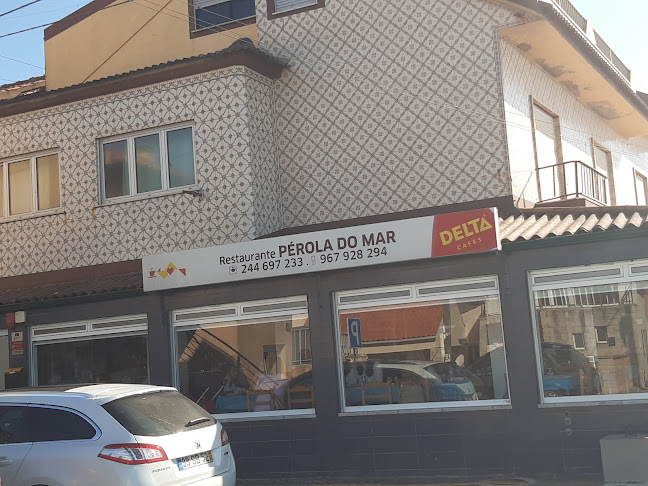 Restaurante PÉROLA DO MAR
244 697 233 . 967 928 294
DELTA
CAFÉS
P